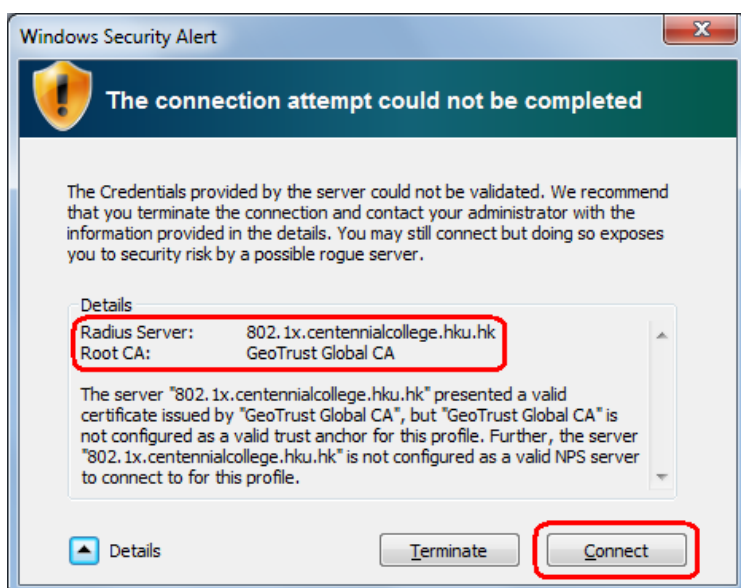 Windows Security Alert
The connection attempt could not be completed
The Credentials provided by the server could not be validated. We recommend
that you terminate the connection and contact your administrator with the
information provided in the details. You may still connect but doing so exposes
you to security risk by a possible rogue server.
Details
Radius Server: 802.1x.centennialcollege.hku.hk
Root CA: GeoTrust Global CA
The server "802.1x.centennialcollege.hku.hk" presented a valid
certificate issued by "GeoTrust Global CA", but "GeoTrust Global CA" is
not configured as a valid trust anchor for this profile. Further, the server
"802.1x.centennialcollege.hku.hk" is not configured as a valid NPS server
to connect to for this profile.
Details Terminate Connect